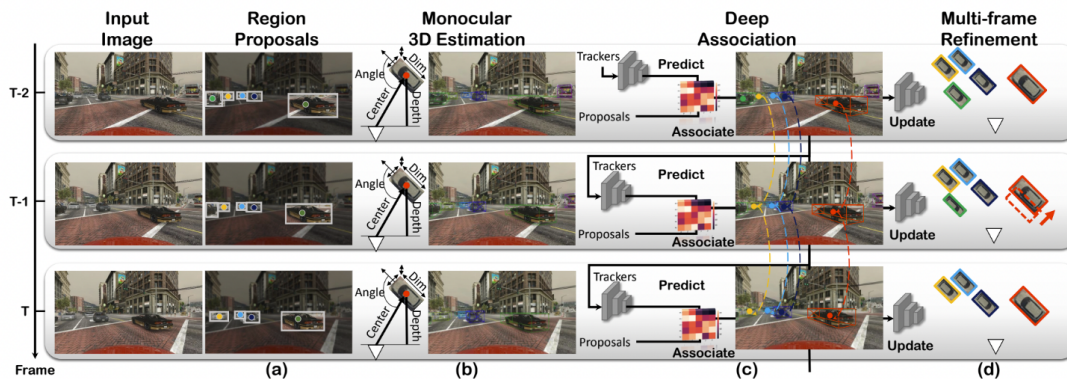 Input
Image
Region
Proposals
Monocular
3D Estimation
Deep
Association
Multi-frame
Refinement
T-2
Angle
Dim
Center
Depth
Trackers
Predict
Proposals
Associate
Update
T-1
Angle
Dim
Center
Depth
Trackers
Predict
Proposals
Associate
Update
T
Angle
Dim
Center
Depth
Trackers
Predict
Proposals
Associate
Update
Frame
(a)
(b)
(c)
(d)